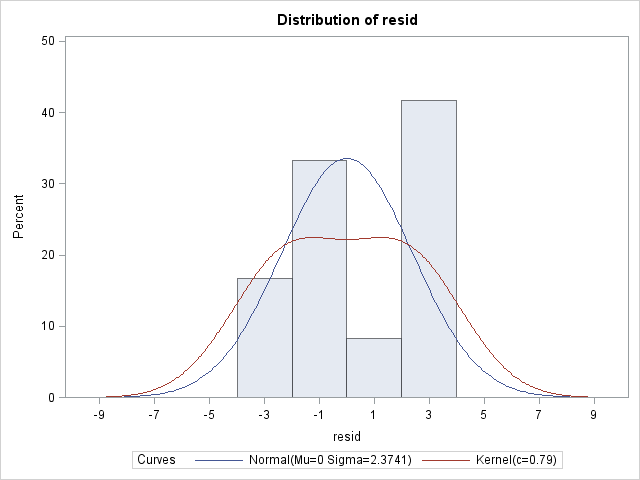 Distribution of resid
50
40
30
20
10
0
Percent
-9 -7 -5 -3 -1 1 3 5 7 9
resid
Curves Normal(Mu=0 Sigma=2.3741) Kernel(c=0.79)